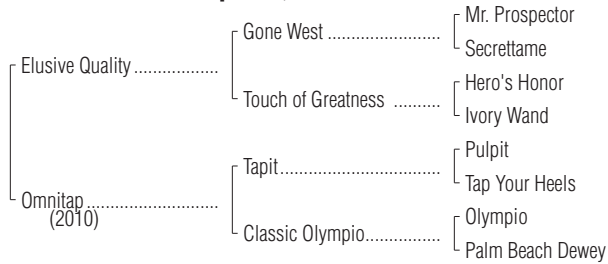 Mr. Prospector
Gone West ....................
Secrettame
Elusive Quality ...............
Hero's Honor
Touch of Greatness ........
Ivory Wand
Pulpit
Tapit.............................
Tap Your Heels
Omnitap ........................
(2010)
Olympio
Classic Olympio..............
Palm Beach Dewey